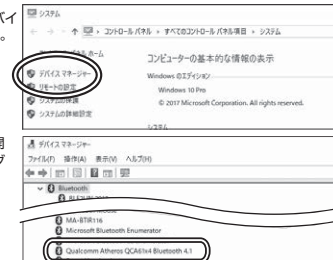 バイ
。
システム
コントロール パネル › すべてのコントロール パネル項目 › システム
コンピューターの基本的な情報の表示
デバイス マネージャー
Windows のエディション
リモートの設定
Windows 10 Pro
システムの保護
© 2017 Microsoft Corporation. All rights reserved.
システムの詳細設定
開
デバイス マネージャー
ファイル(F) 操作(A) 表示(V) ヘルプ(H)
Bluetooth
MA-BTIR116
Microsoft Bluetooth Enumerator
Qualcomm Atheros QCA61x4 Bluetooth 4.1